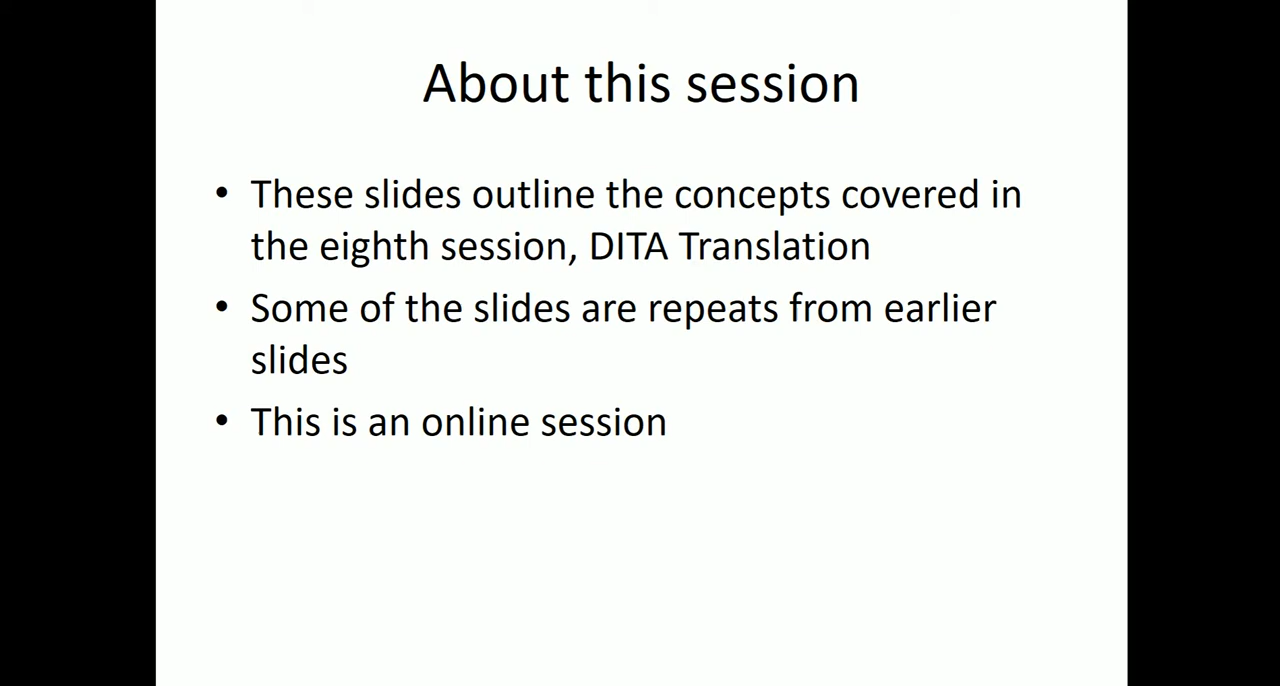 About this session
• These slides outline the concepts covered in
the eighth session, DITA Translation
• Some of the slides are repeats from earlier
slides
• This is an online session